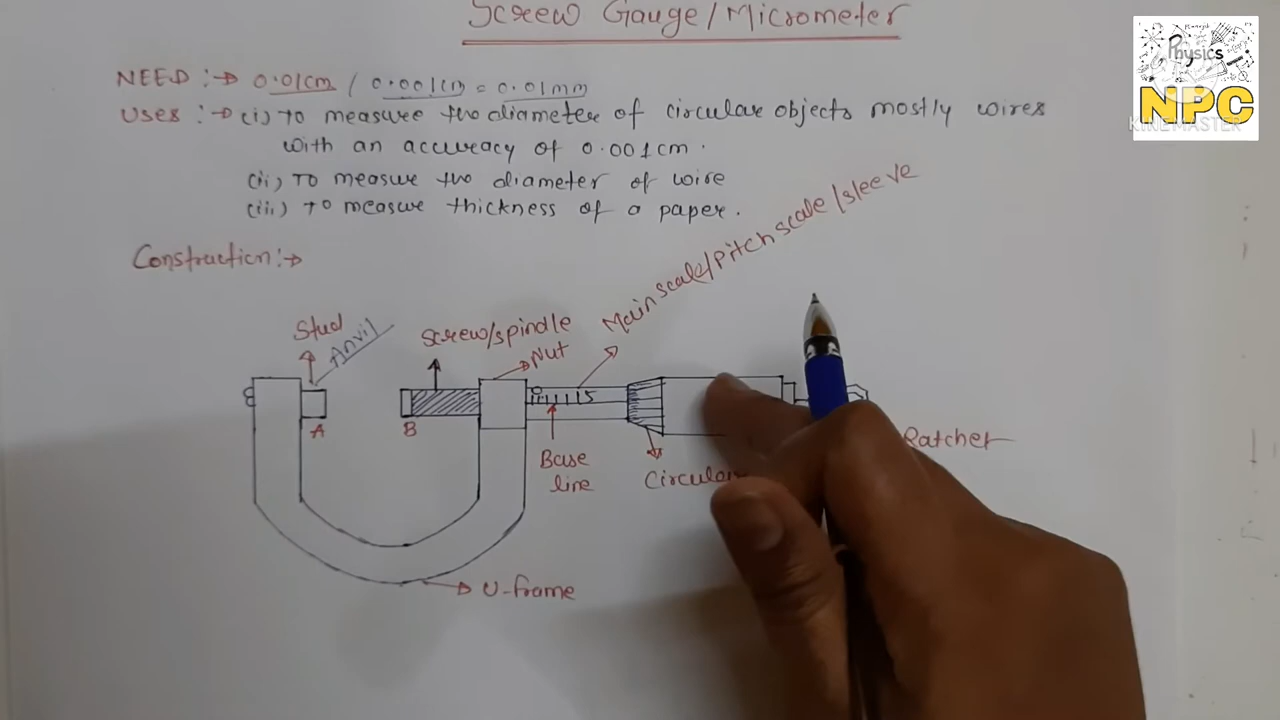 Screw Gauge/Micrometer
Physics
NPC
KINEMASTER
NEED :→ 0.01cm / 0.001cm = 0.01mm
Uses :→ (i) To measure the diameter of circular objects mostly wires
with an accuracy of 0.001cm.
(ii) To measure the diameter of wire
(iii) To measure thickness of a paper.
Construction :→
Main scale/Pitch scale/sleeve
Stud
Anvil
Screw/spindle
Nut
0 5
A
B
Base
line
Circular
Ratchet
U-frame